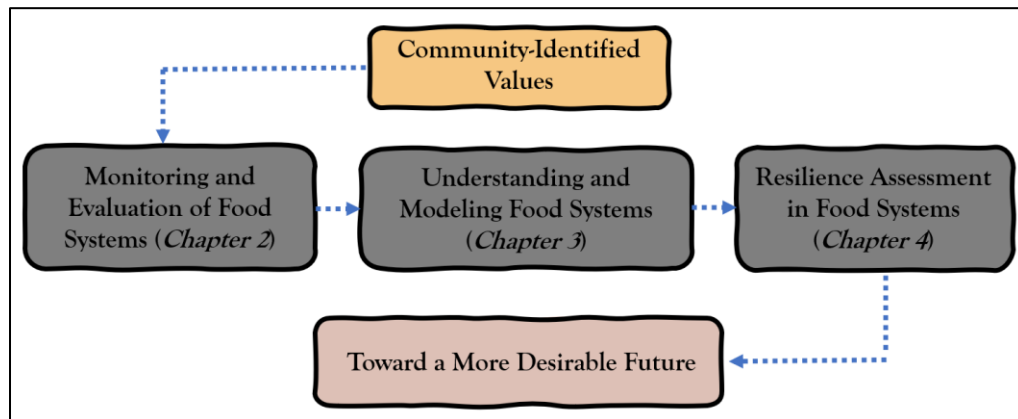 Community-Identified
Values
Monitoring and
Evaluation of Food
Systems (Chapter 2)
Understanding and
Modeling Food Systems
(Chapter 3)
Resilience Assessment
in Food Systems
(Chapter 4)
Toward a More Desirable Future